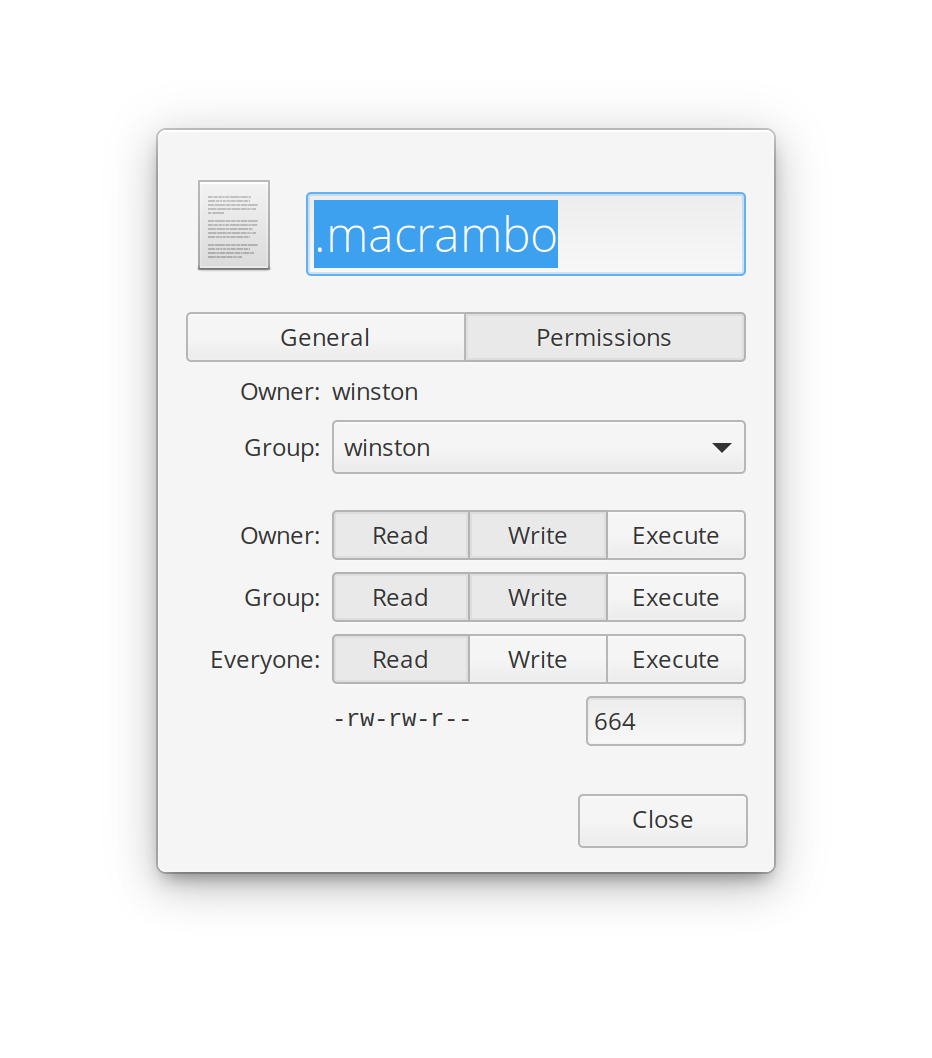 .macrambo
General Permissions
Owner: winston
Group: winston
Owner: Read Write Execute
Group: Read Write Execute
Everyone: Read Write Execute
-rw-rw-r-- 664
Close